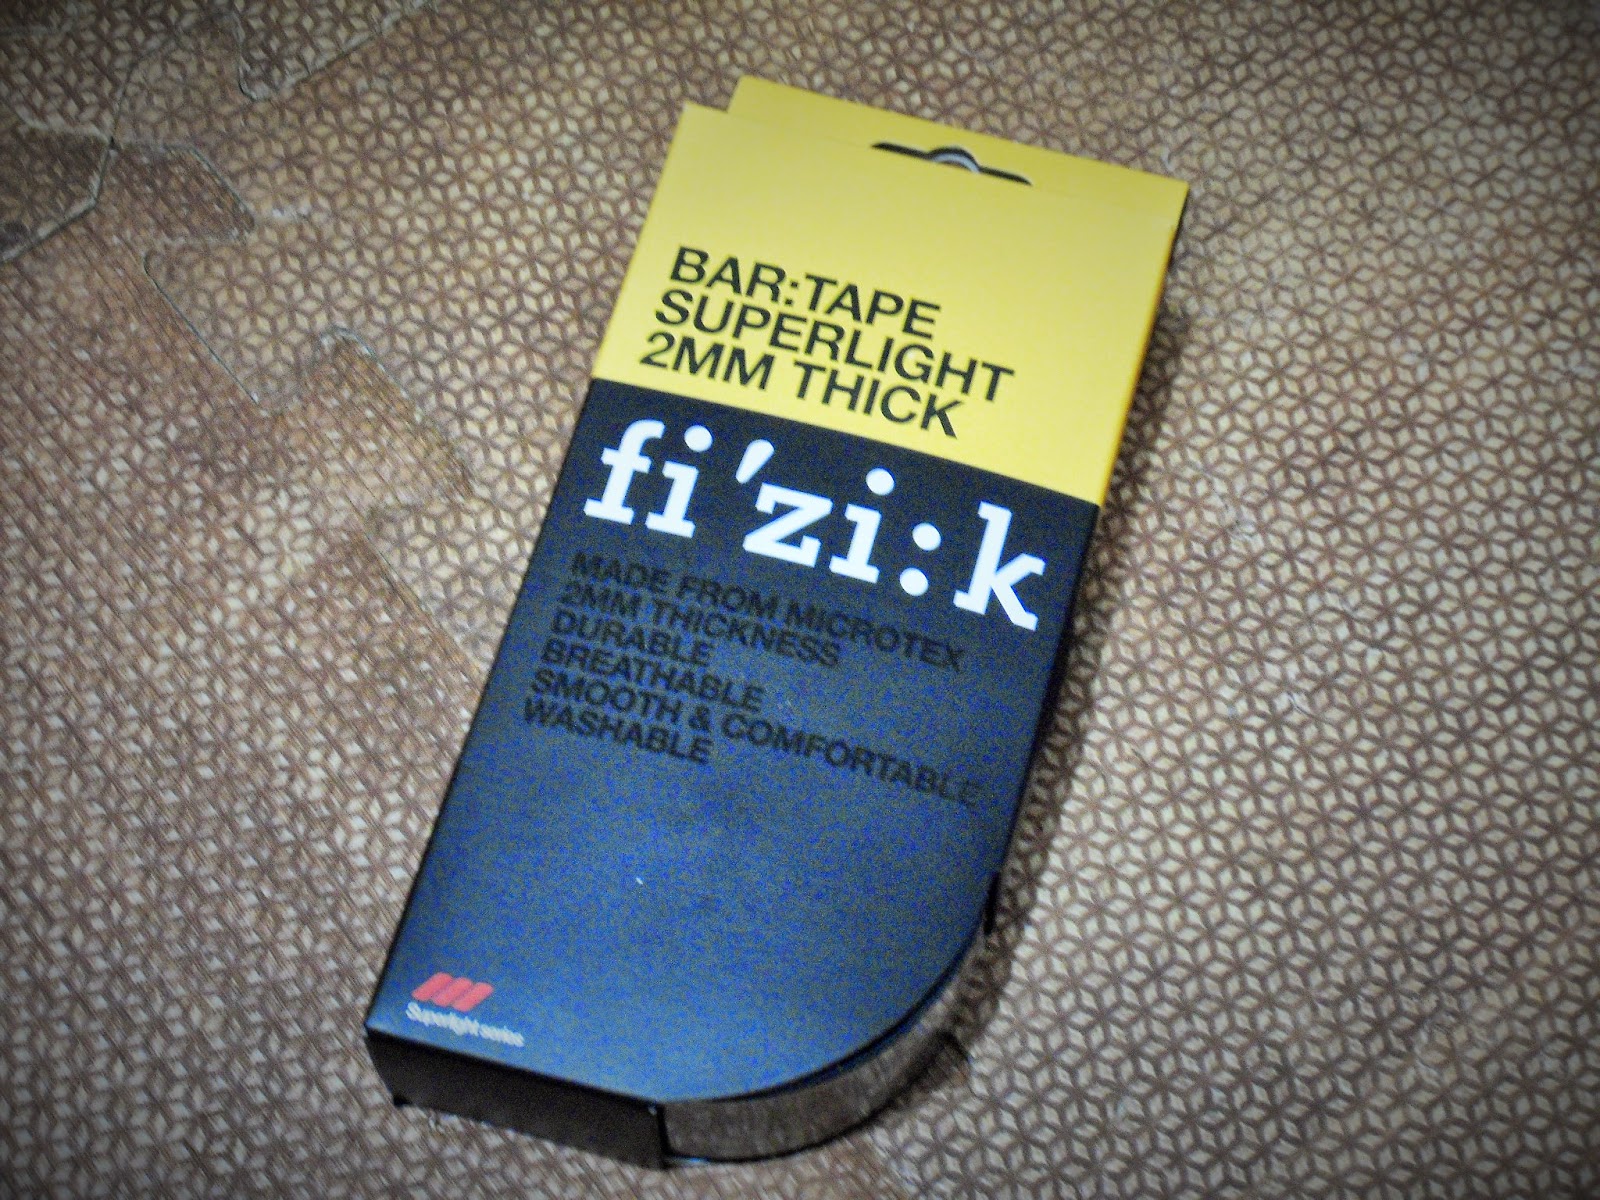 BAR:TAPE
SUPERLIGHT
2MM THICK
fi'zi:k
MADE FROM MICROTEX
2MM THICKNESS
DURABLE
BREATHABLE
SMOOTH & COMFORTABLE
WASHABLE
Superlight series